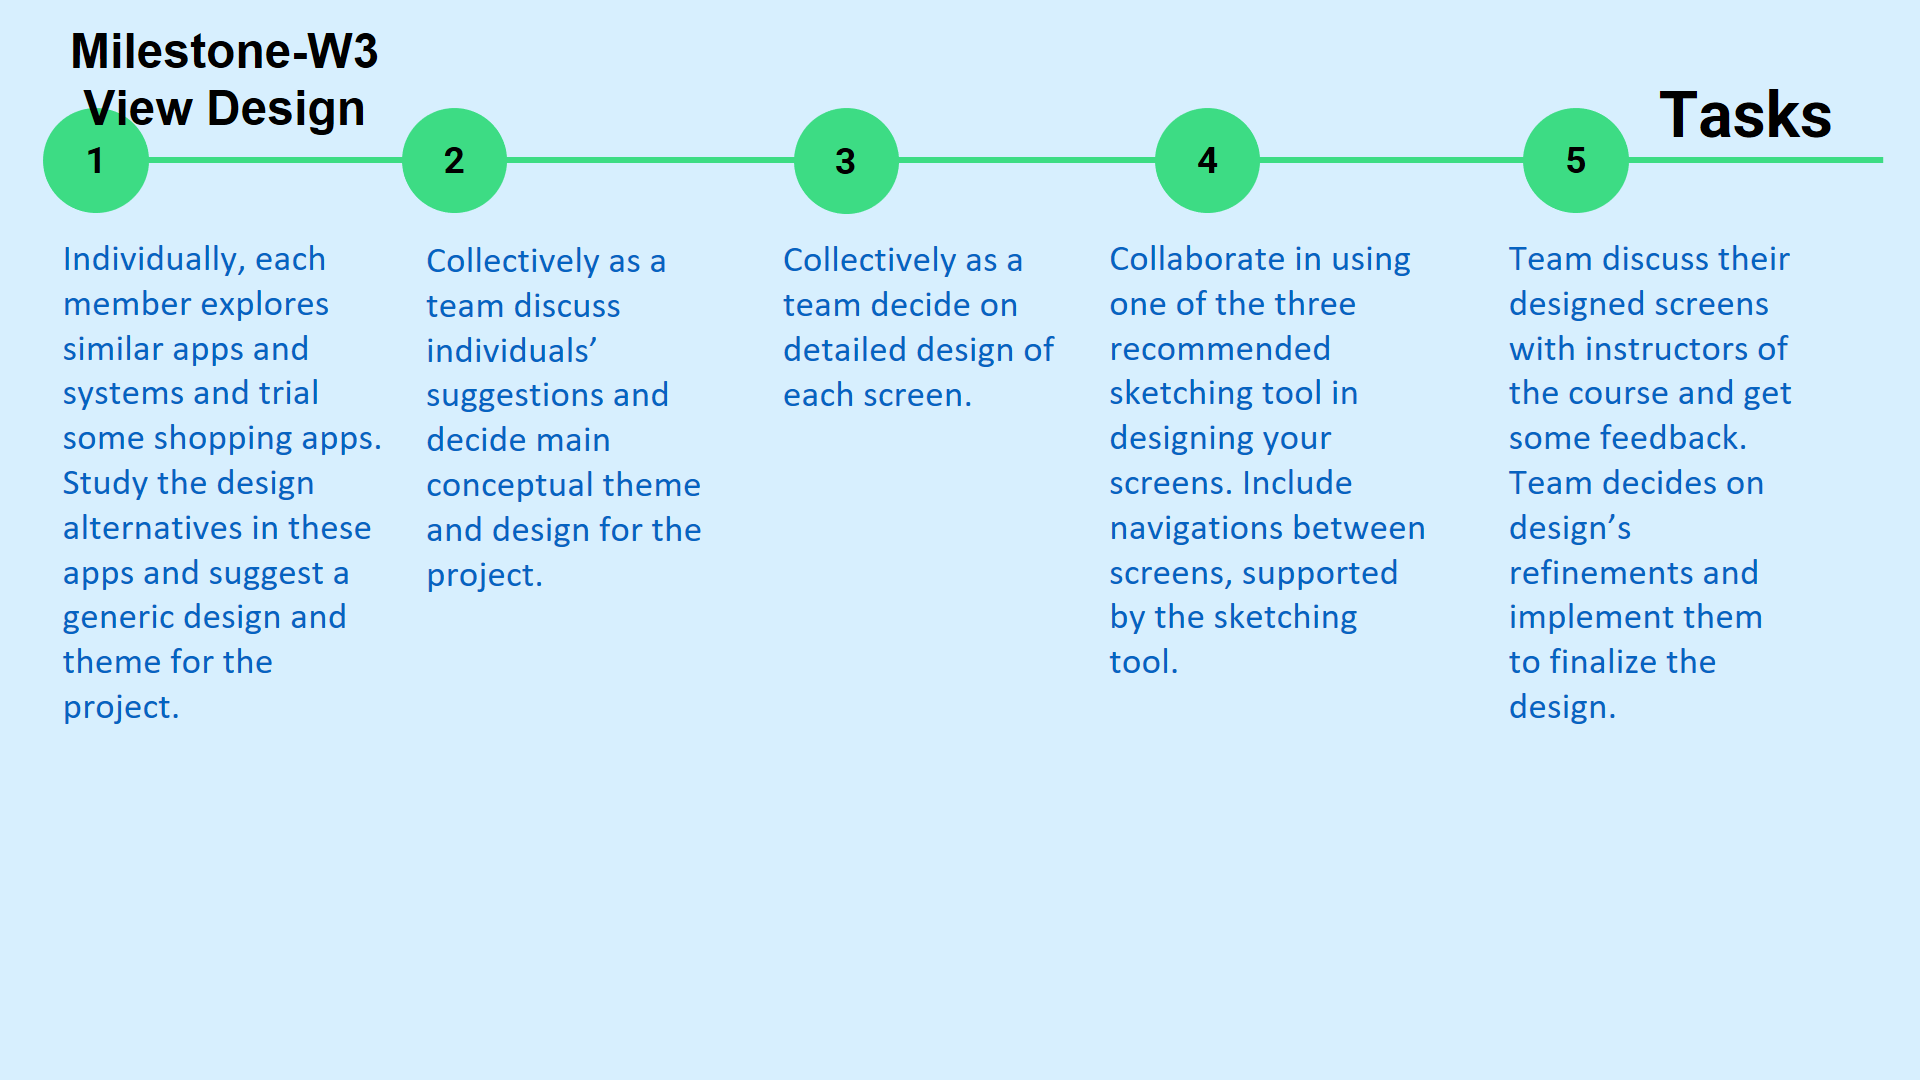 Milestone-W3
View Design
Tasks
1
2
3
4
5
Individually, each
member explores
similar apps and
systems and trial
some shopping apps.
Study the design
alternatives in these
apps and suggest a
generic design and
theme for the
project.
Collectively as a
team discuss
individuals’
suggestions and
decide main
conceptual theme
and design for the
project.
Collectively as a
team decide on
detailed design of
each screen.
Collaborate in using
one of the three
recommended
sketching tool in
designing your
screens. Include
navigations between
screens, supported
by the sketching
tool.
Team discuss their
designed screens
with instructors of
the course and get
some feedback.
Team decides on
design’s
refinements and
implement them
to finalize the
design.